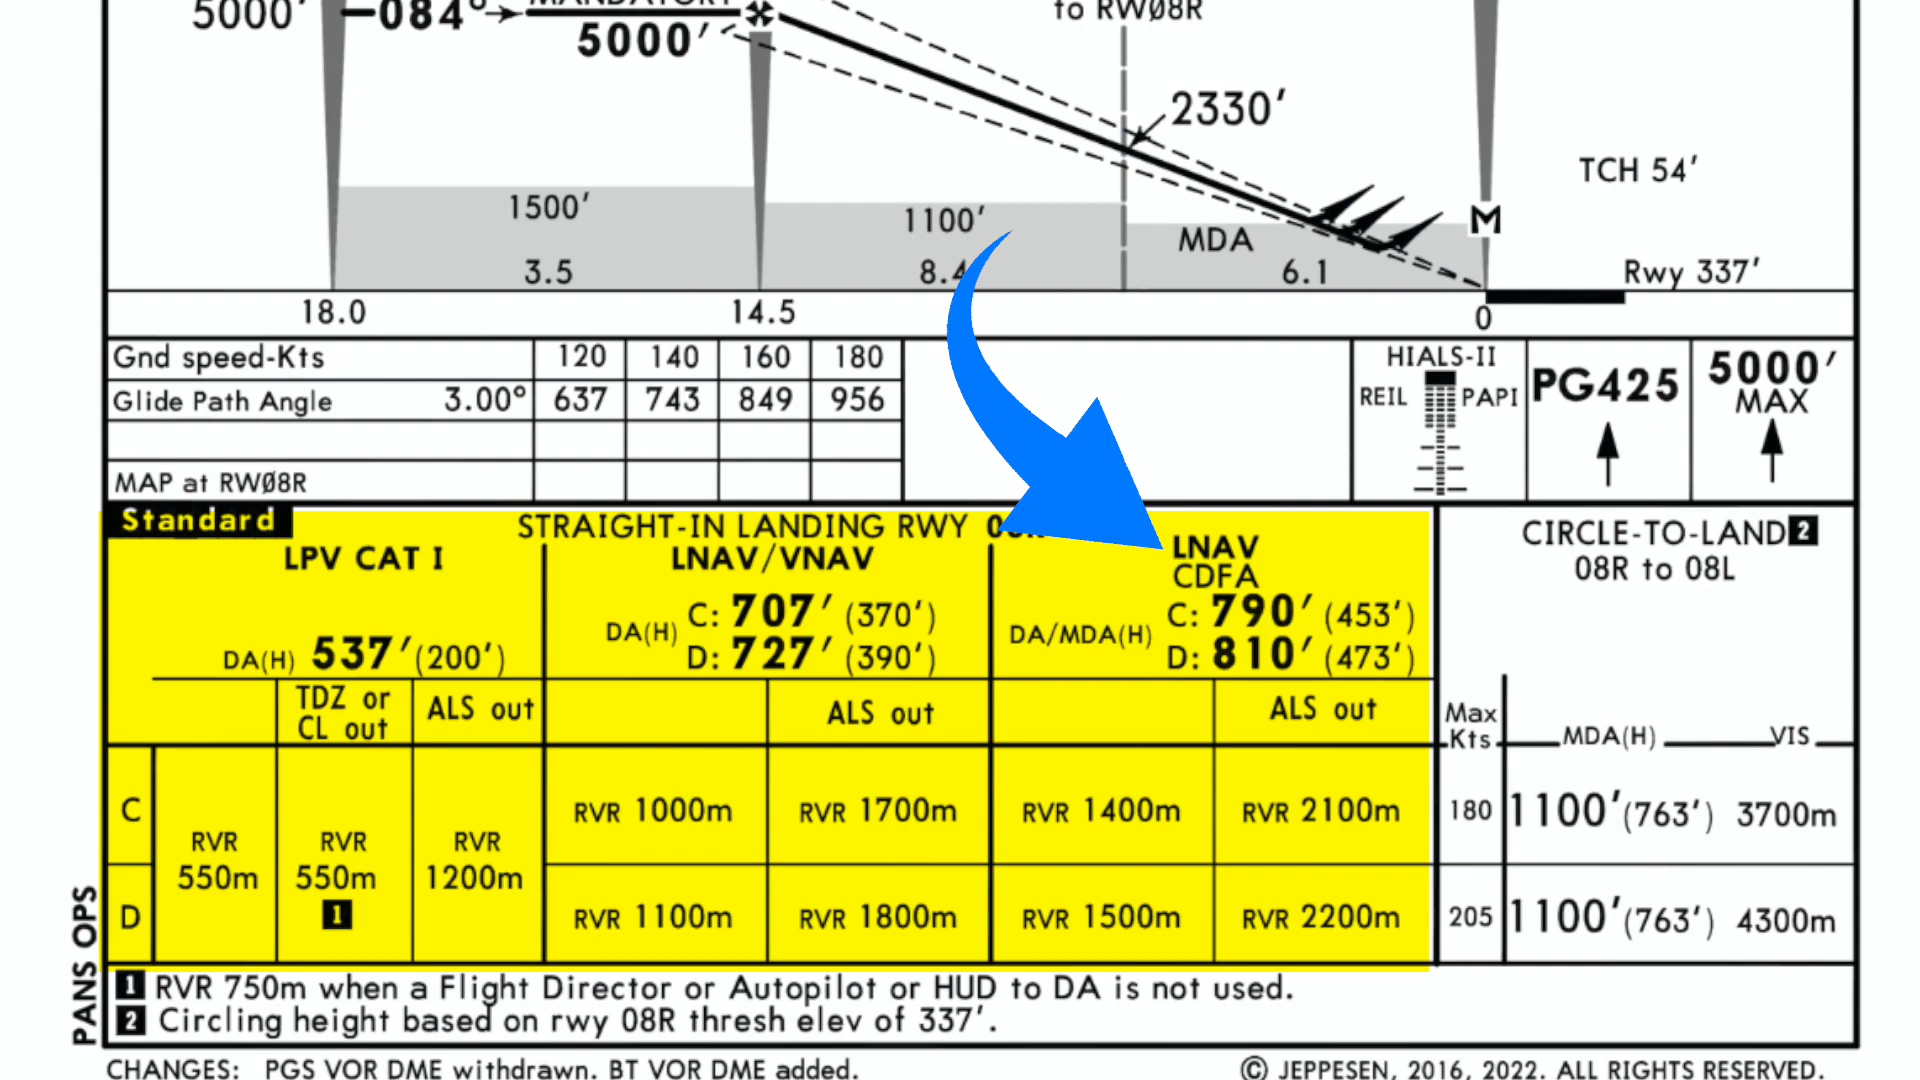 5000′ 084° MANDATORY to RWØ8R
5000′
2330′
TCH 54′
1500′ 1100′ MDA M
3.5 8.4 6.1 Rwy 337′
18.0 14.5 0
Gnd speed-Kts 120 140 160 180 HIALS-II
Glide Path Angle 3.00° 637 743 849 956 REIL PAPI PG425 5000′ MAX
MAP at RWØ8R
Standard STRAIGHT-IN LANDING RWY
LPV CAT I LNAV/VNAV LNAV CDFA CIRCLE-TO-LAND 2
08R to 08L
DA(H) 537′(200′) DA(H) C: 707′ (370′) DA/MDA(H) C: 790′ (453′)
D: 727′ (390′) D: 810′ (473′)
TDZ or CL out ALS out ALS out ALS out Max Kts MDA(H) VIS
C RVR 550m RVR 550m 1 RVR 1200m RVR 1000m RVR 1700m RVR 1400m RVR 2100m 180 1100′(763′) 3700m
D RVR 1100m RVR 1800m RVR 1500m RVR 2200m 205 1100′(763′) 4300m
PANS OPS
1 RVR 750m when a Flight Director or Autopilot or HUD to DA is not used.
2 Circling height based on rwy 08R thresh elev of 337′.
CHANGES: PGS VOR DME withdrawn. BT VOR DME added. © JEPPESEN, 2016, 2022. ALL RIGHTS RESERVED.